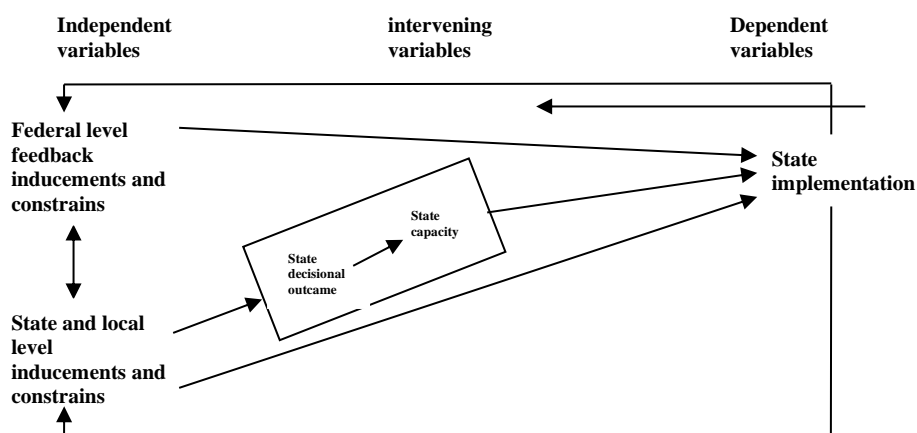 Independent
variables
intervening
variables
Dependent
variables
Federal level
feedback
inducements and
constrains
State
implementation
State
capacity
State
decisional
outcame
State and local
level
inducements and
constrains